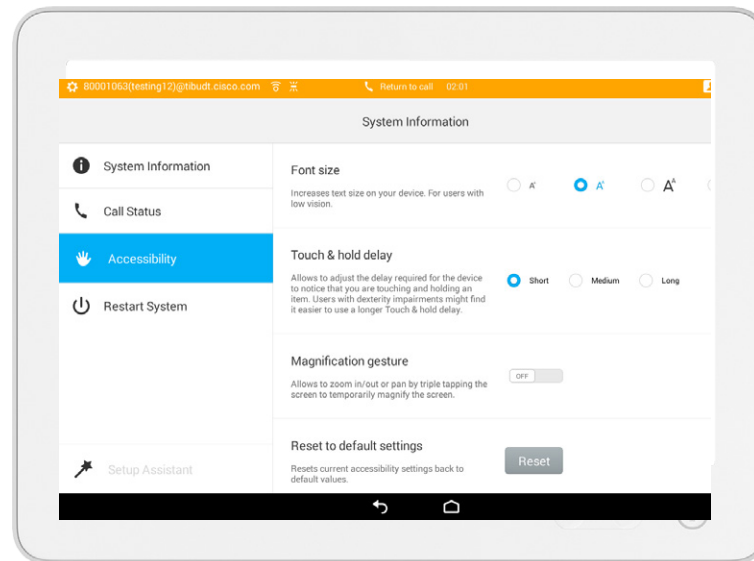 80001063(testing12)@tibudt.cisco.com Return to call 02:01
System Information
System Information
Call Status
Accessibility
Restart System
Setup Assistant
Font size
Increases text size on your device. For users with
low vision.
A A A
Touch & hold delay
Allows to adjust the delay required for the device
to notice that you are touching and holding an
item. Users with dexterity impairments might find
it easier to use a longer Touch & hold delay.
Short Medium Long
Magnification gesture
Allows to zoom in/out or pan by triple tapping the
screen to temporarily magnify the screen.
OFF
Reset to default settings
Resets current accessibility settings back to
default values.
Reset